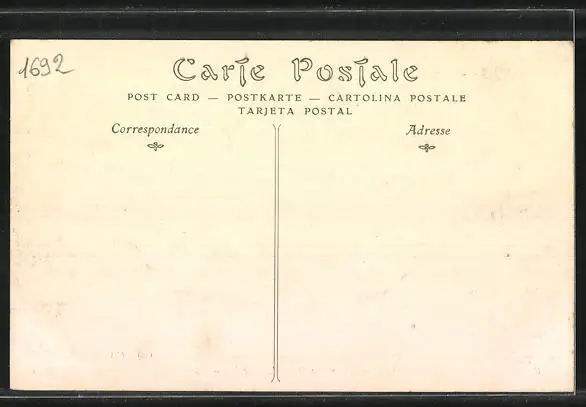 1692
Carte Postale
POST CARD — POSTKARTE — CARTOLINA POSTALE
TARJETA POSTAL
Correspondance
Adresse